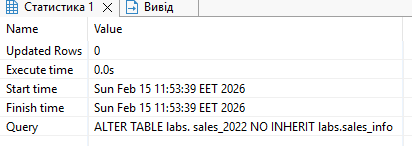 Статистика 1 Вивід
Name Value
Updated Rows 0
Execute time 0.0s
Start time Sun Feb 15 11:53:39 EET 2026
Finish time Sun Feb 15 11:53:39 EET 2026
Query ALTER TABLE labs. sales_2022 NO INHERIT labs.sales_info